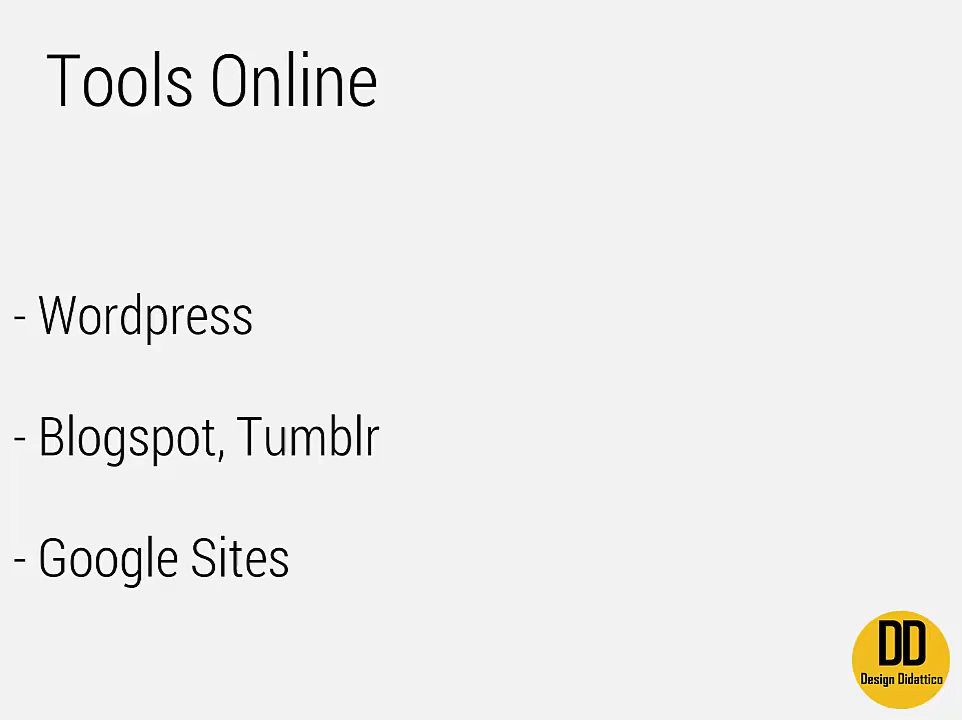 Tools Online
- Wordpress
- Blogspot, Tumblr
- Google Sites
DD
Design Didattico